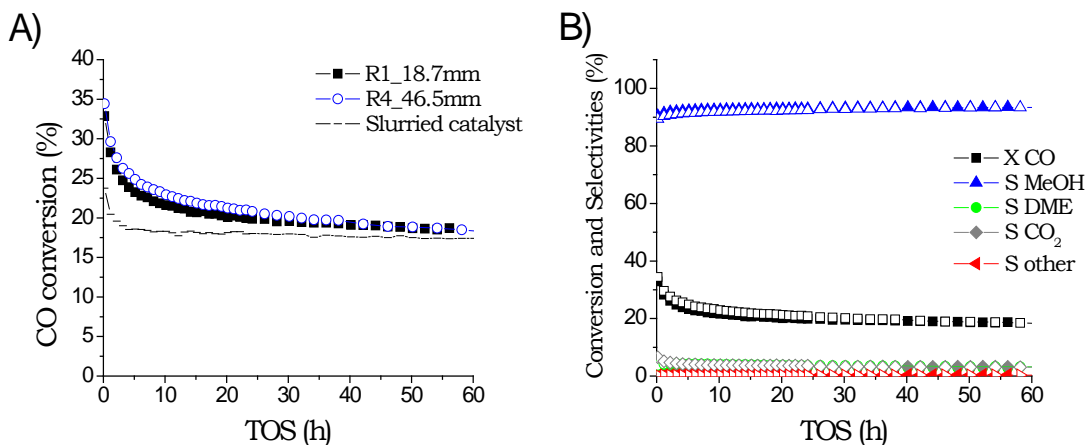 A)
CO conversion (%)
40
35
30
25
20
15
10
5
0
R1_18.7mm
R4_46.5mm
Slurried catalyst
0 10 20 30 40 50 60
TOS (h)
B)
Conversion and Selectivities (%)
100
80
60
40
20
0
X CO
S MeOH
S DME
S CO₂
S other
0 10 20 30 40 50 60
TOS (h)